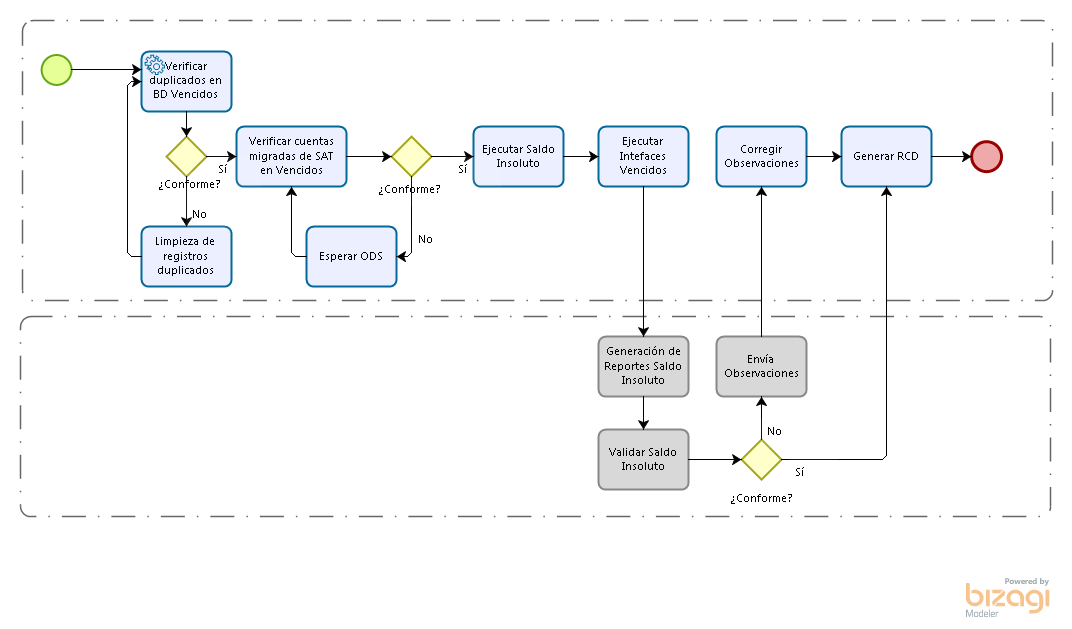 Verificar
duplicados en
BD Vencidos
¿Conforme?
Sí
No
Limpieza de
registros
duplicados
Verificar cuentas
migradas de SAT
en Vencidos
¿Conforme?
Sí
No
Esperar ODS
Ejecutar Saldo
Insoluto
Ejecutar
Intefaces
Vencidos
Corregir
Observaciones
Generar RCD
Generación de
Reportes Saldo
Insoluto
Envía
Observaciones
Validar Saldo
Insoluto
No
Sí
¿Conforme?
Powered by
bizagi
Modeler